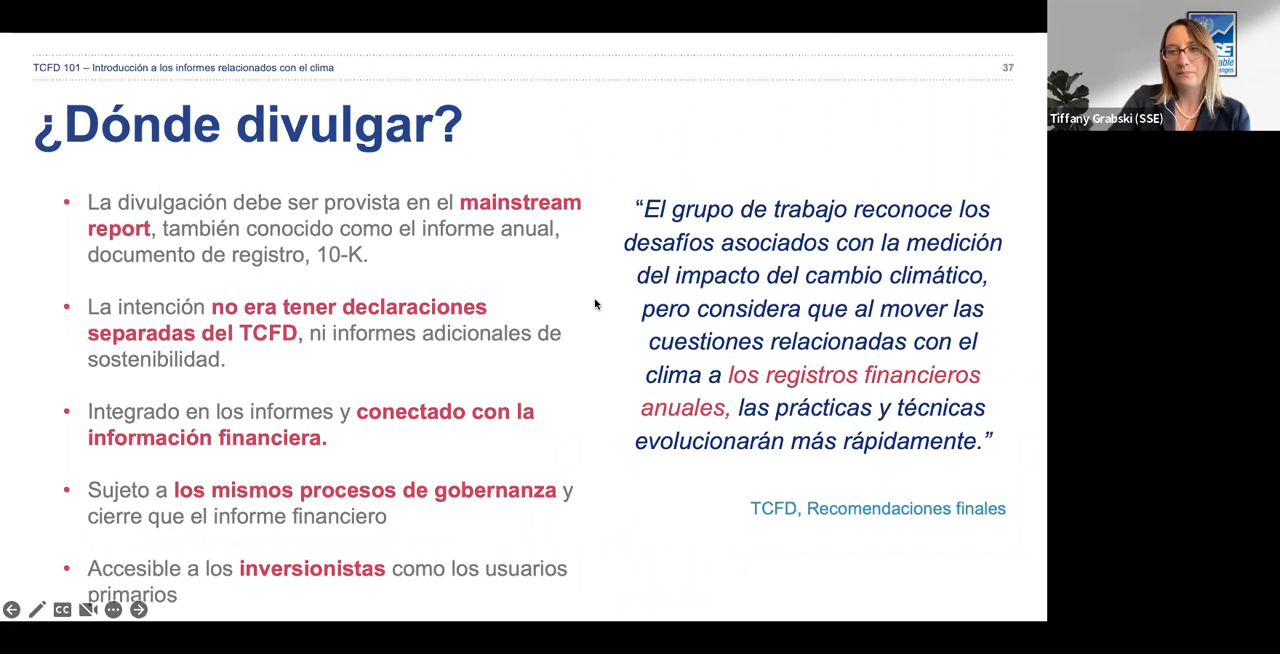 TCFD 101 – Introducción a los informes relacionados con el clima
37
¿Dónde divulgar?
• La divulgación debe ser provista en el mainstream
report, también conocido como el informe anual,
documento de registro, 10-K.
• La intención no era tener declaraciones
separadas del TCFD, ni informes adicionales de
sostenibilidad.
• Integrado en los informes y conectado con la
información financiera.
• Sujeto a los mismos procesos de gobernanza y
cierre que el informe financiero
• Accesible a los inversionistas como los usuarios
primarios
“El grupo de trabajo reconoce los
desafíos asociados con la medición
del impacto del cambio climático,
pero considera que al mover las
cuestiones relacionadas con el
clima a los registros financieros
anuales, las prácticas y técnicas
evolucionarán más rápidamente.”
TCFD, Recomendaciones finales
CC
Tiffany Grabski (SSE)